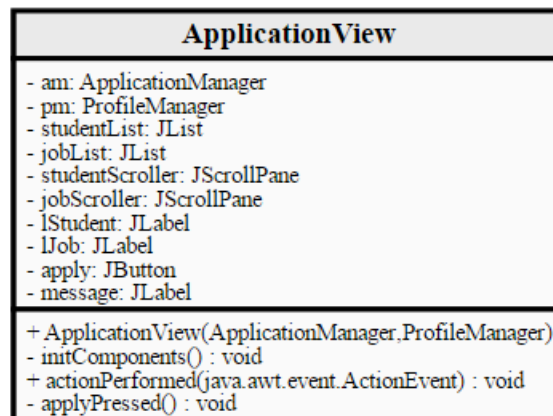 ApplicationView
- am: ApplicationManager
- pm: ProfileManager
- studentList: JList
- jobList: JList
- studentScroller: JScrollPane
- jobScroller: JScrollPane
- lStudent: JLabel
- lJob: JLabel
- apply: JButton
- message: JLabel
+ ApplicationView(ApplicationManager,ProfileManager)
- initComponents() : void
+ actionPerformed(java.awt.event.ActionEvent) : void
- applyPressed() : void